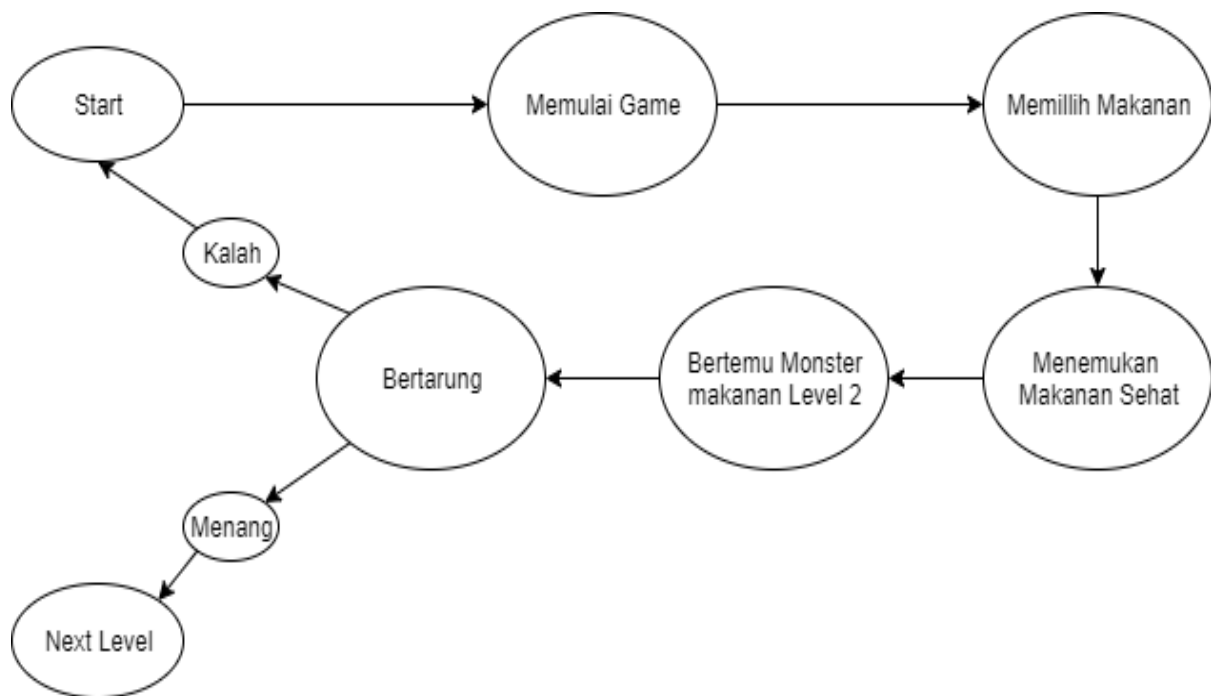 Start
Memulai Game
Memillih Makanan
Kalah
Bertarung
Bertemu Monster
makanan Level 2
Menemukan
Makanan Sehat
Menang
Next Level